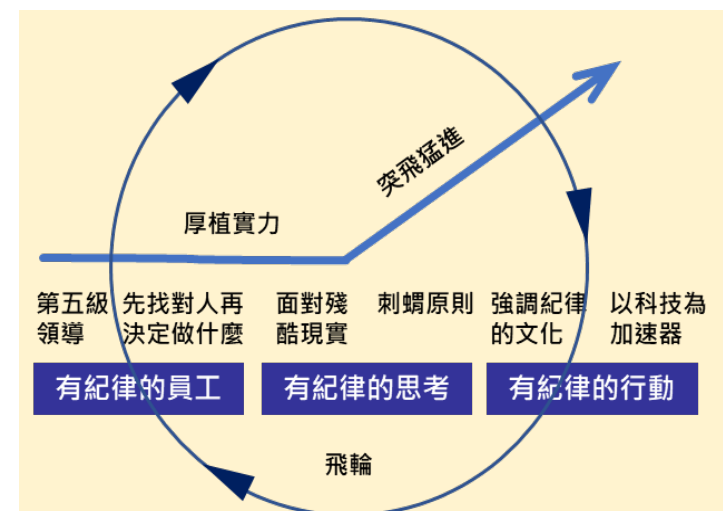 突飛猛進
厚植實力
第五級
領導
先找對人再
決定做什麼
面對殘
酷現實
刺蝟原則
強調紀律
的文化
以科技為
加速器
有紀律的員工
有紀律的思考
有紀律的行動
飛輪